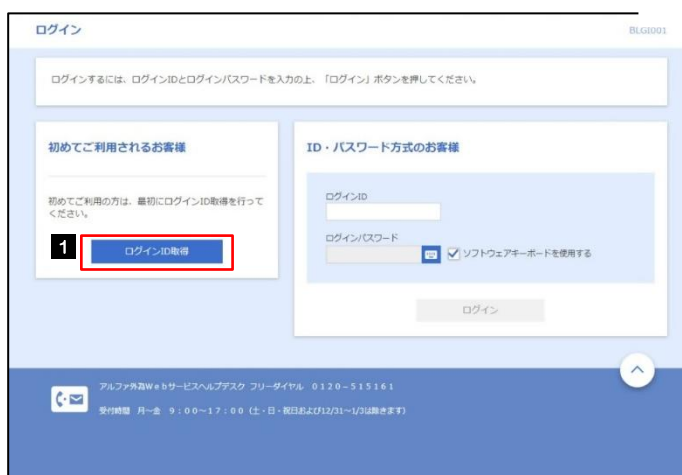 ログイン
BLGI001
ログインするには、ログインIDとログインパスワードを入力の上、「ログイン」ボタンを押してください。
初めてご利用されるお客様
初めてご利用の方は、最初にログインID取得を行って
ください。
1
ログインID取得
ID・パスワード方式のお客様
ログインID
ログインパスワード
ソフトウェアキーボードを使用する
ログイン
アルファ外為Webサービスヘルプデスク フリーダイヤル 0120-515161
受付時間 月～金 9:00～17:00（土・日・祝日および12/31～1/3は除きます）